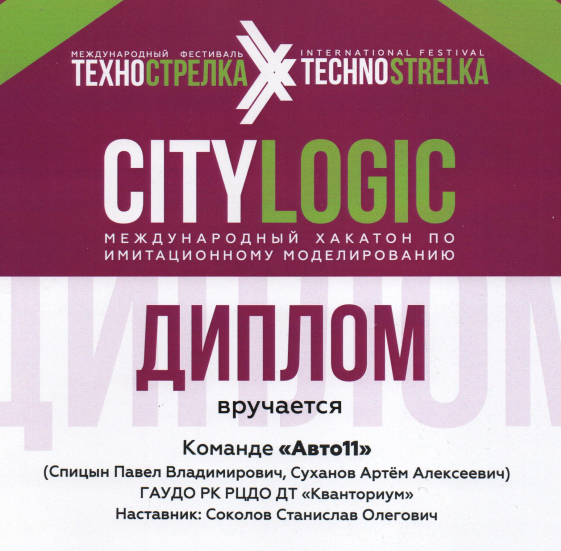 МЕЖДУНАРОДНЫЙ ФЕСТИВАЛЬ
ТЕХНОСТРЕЛКА
INTERNATIONAL FESTIVAL
TECHNOSTRELKA
CITYLOGIC
МЕЖДУНАРОДНЫЙ ХАКАТОН ПО
ИМИТАЦИОННОМУ МОДЕЛИРОВАНИЮ
ДИПЛОМ
ДИПЛОМ
вручается
Команде «Авто11»
(Спицын Павел Владимирович, Суханов Артём Алексеевич)
ГАУДО РК РЦДО ДТ «Кванториум»
Наставник: Соколов Станислав Олегович